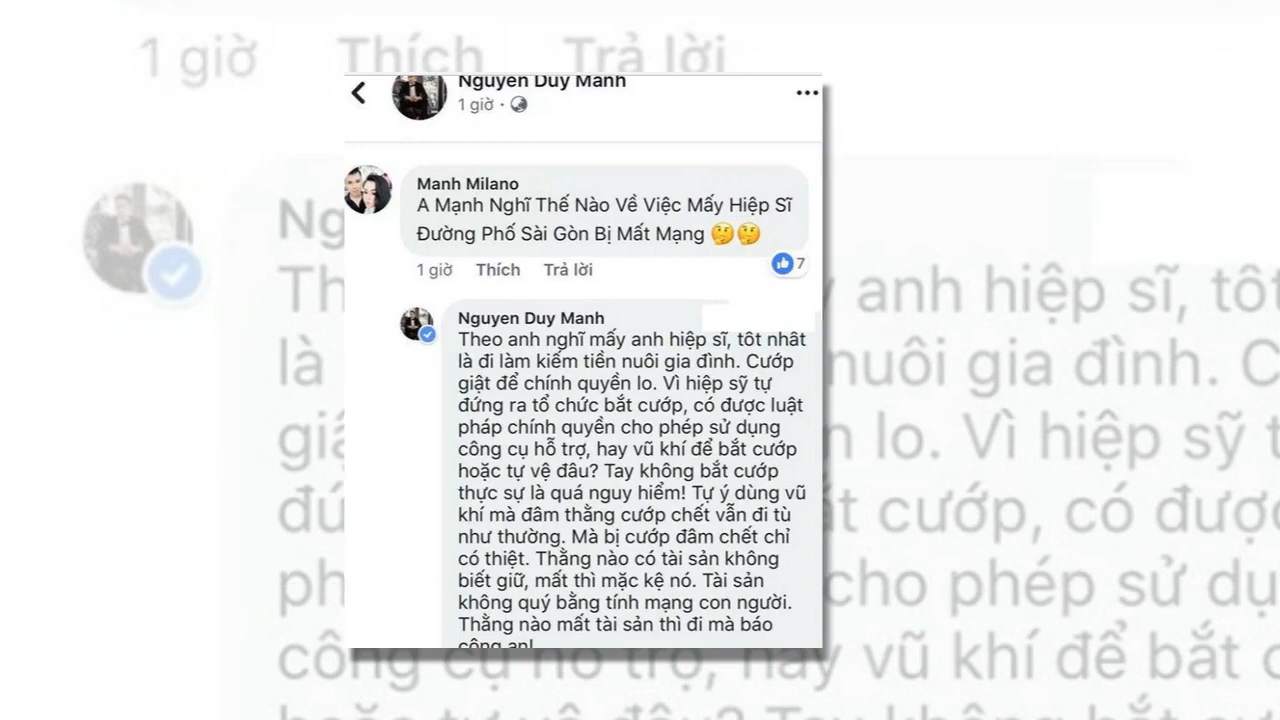 1 giờ Thích Trả lời
Nguyen Duy Manh
1 giờ ·
Manh Milano
A Mạnh Nghĩ Thế Nào Về Việc Mấy Hiệp Sĩ
Đường Phố Sài Gòn Bị Mất Mạng 🤔🤔
1 giờ Thích Trả lời 7
Nguyen Duy Manh
Theo anh nghĩ mấy anh hiệp sĩ, tốt nhất
là đi làm kiếm tiền nuôi gia đình. Cướp
giật để chính quyền lo. Vì hiệp sỹ tự
đứng ra tổ chức bắt cướp, có được luật
pháp chính quyền cho phép sử dụng
công cụ hỗ trợ, hay vũ khí để bắt cướp
hoặc tự vệ đâu? Tay không bắt cướp
thực sự là quá nguy hiểm! Tự ý dùng vũ
khí mà đâm thằng cướp chết vẫn đi tù
như thường. Mà bị cướp đâm chết chỉ
có thiệt. Thằng nào có tài sản không
biết giữ, mất thì mặc kệ nó. Tài sản
không quý bằng tính mạng con người.
Thằng nào mất tài sản thì đi mà báo
công an!
Ng
Th anh hiệp sĩ, tốt
là nuôi gia đình. C
giậ n lo. Vì hiệp sỹ t
đứ t cướp, có được
ph cho phép sử dụ
công cụ hỗ trợ, hay vũ khí để bắt c